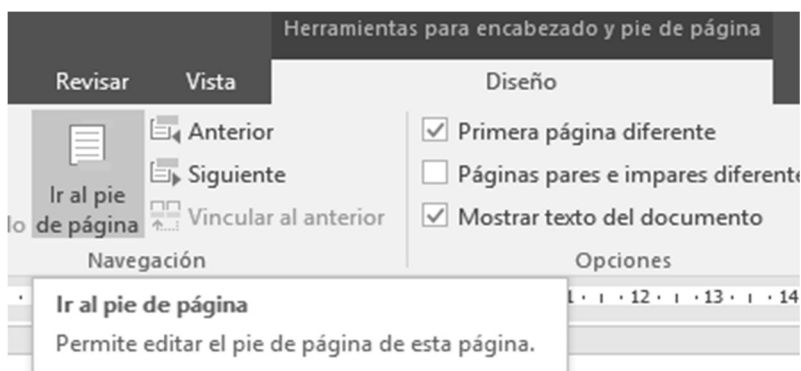 Herramientas para encabezado y pie de página
Revisar Vista Diseño
Anterior
Siguiente
Vincular al anterior
Ir al pie
de página
lo
Navegación
Primera página diferente
Páginas pares e impares diferente
Mostrar texto del documento
Opciones
1 · 12 · 13 · 14
Ir al pie de página
Permite editar el pie de página de esta página.